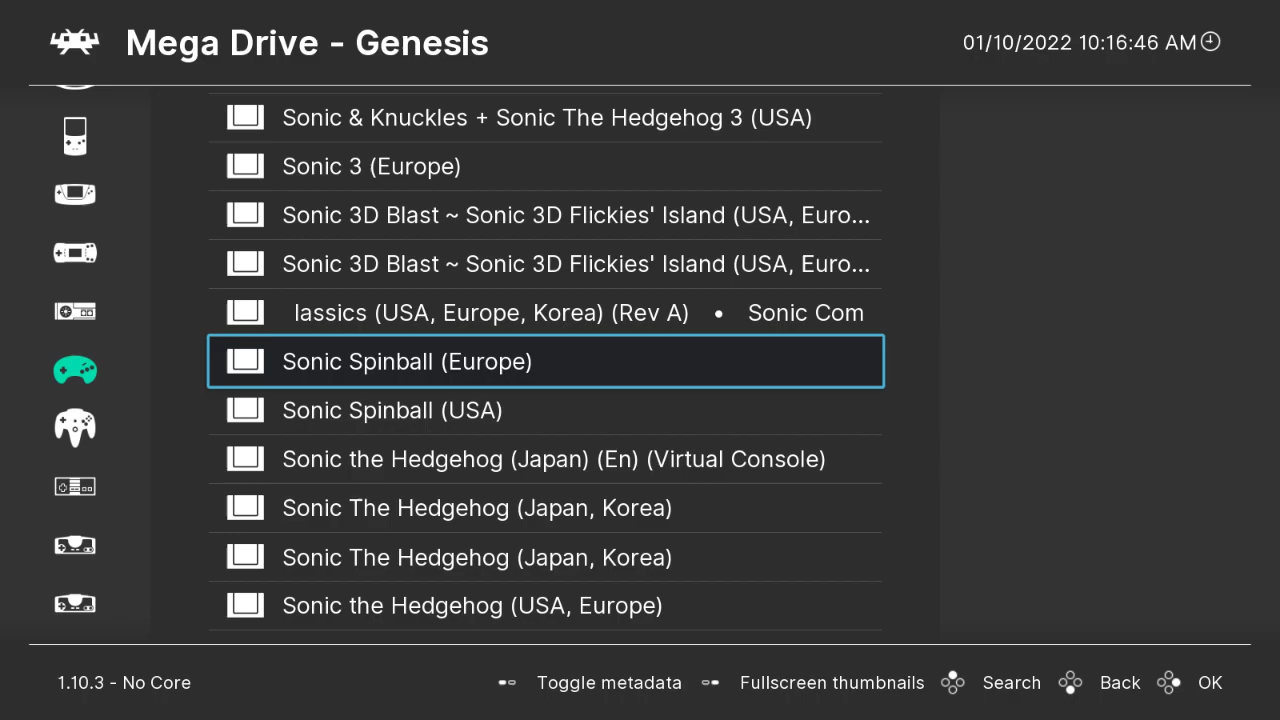 Mega Drive - Genesis
01/10/2022 10:16:46 AM
Sonic & Knuckles + Sonic The Hedgehog 3 (USA)
Sonic 3 (Europe)
Sonic 3D Blast ~ Sonic 3D Flickies' Island (USA, Euro...
Sonic 3D Blast ~ Sonic 3D Flickies' Island (USA, Euro...
lassics (USA, Europe, Korea) (Rev A) • Sonic Com
Sonic Spinball (Europe)
Sonic Spinball (USA)
Sonic the Hedgehog (Japan) (En) (Virtual Console)
Sonic The Hedgehog (Japan, Korea)
Sonic The Hedgehog (Japan, Korea)
Sonic the Hedgehog (USA, Europe)
1.10.3 - No Core
Toggle metadata
Fullscreen thumbnails
Search
Back
OK